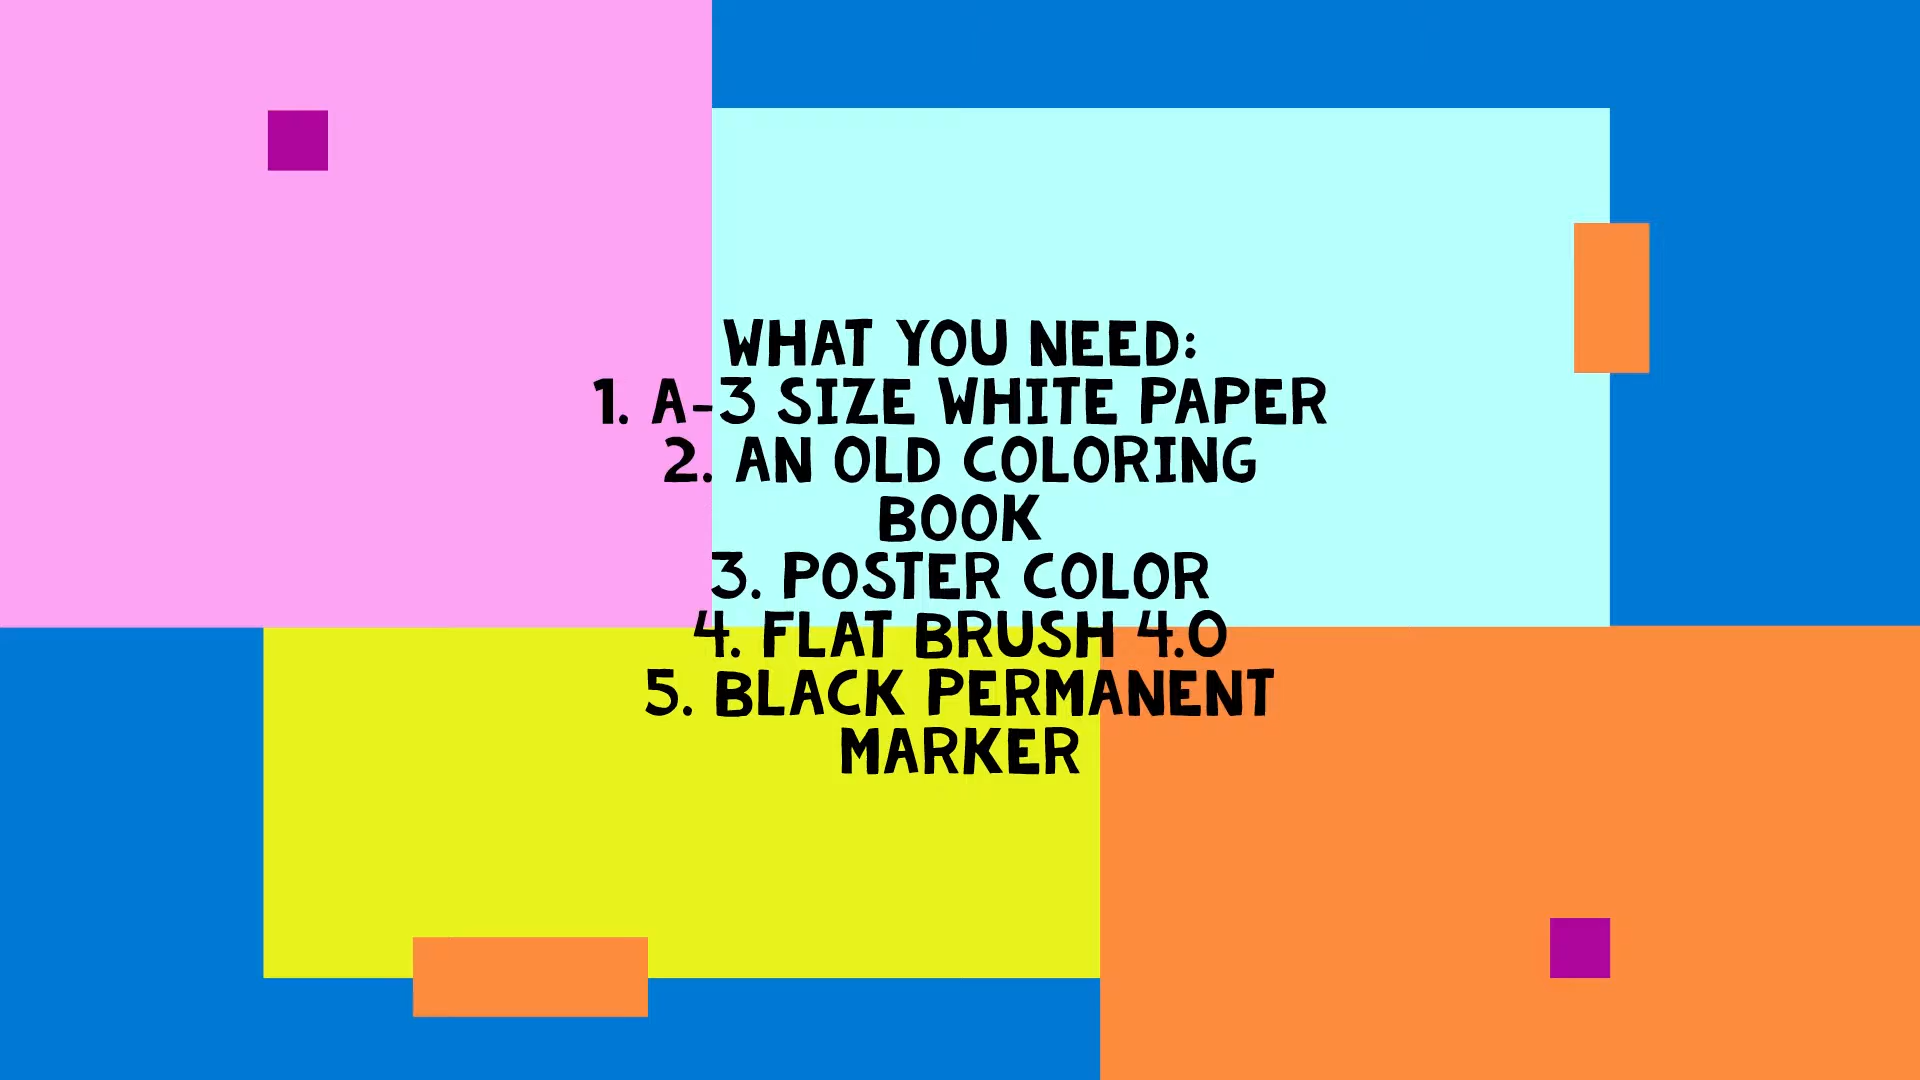 WHAT YOU NEED:
1. A-3 SIZE WHITE PAPER
2. AN OLD COLORING
BOOK
3. POSTER COLOR
4. FLAT BRUSH 4.0
5. BLACK PERMANENT
MARKER